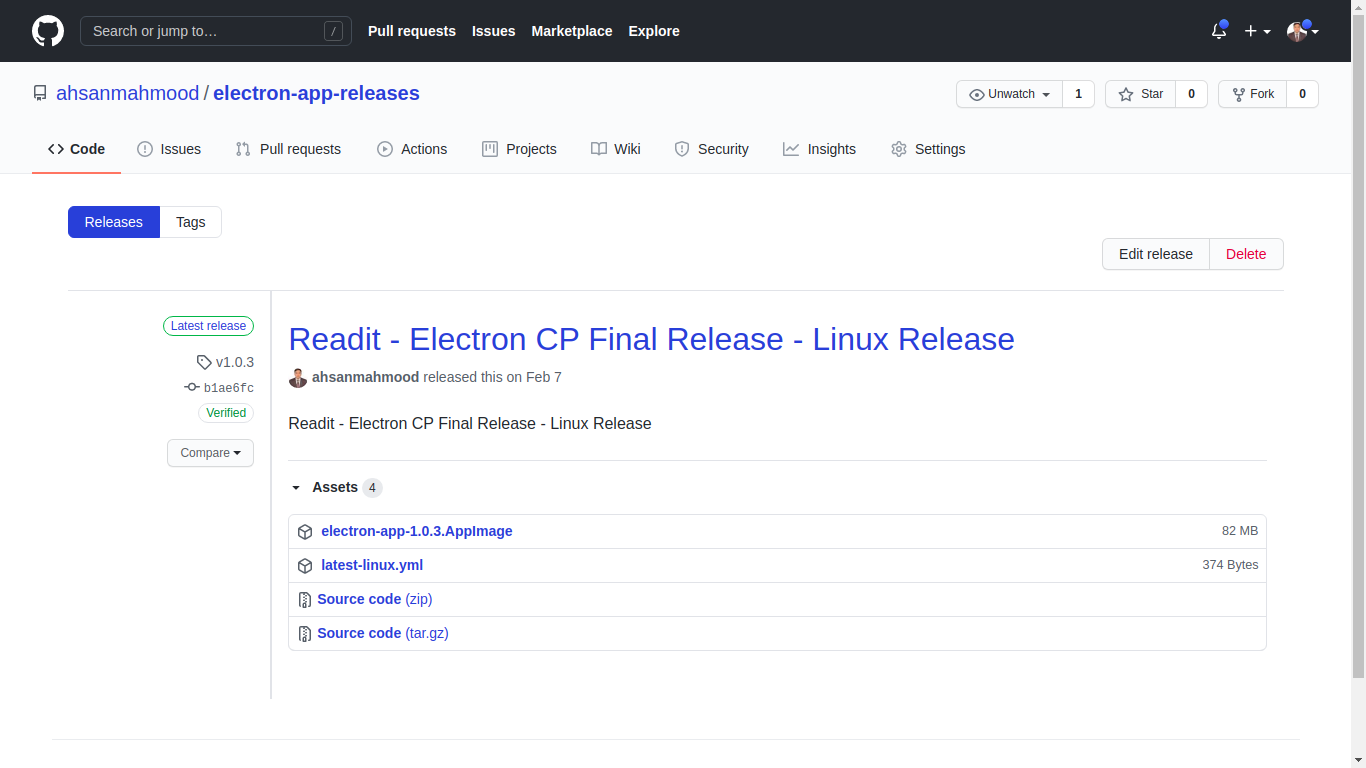 Search or jump to… /
Pull requests Issues Marketplace Explore
ahsanmahmood / electron-app-releases
Unwatch 1 Star 0 Fork 0
Code Issues Pull requests Actions Projects Wiki Security Insights Settings
Releases Tags
Edit release Delete
Latest release
v1.0.3
b1ae6fc
Verified
Compare
Readit - Electron CP Final Release - Linux Release
ahsanmahmood released this on Feb 7
Readit - Electron CP Final Release - Linux Release
Assets 4
electron-app-1.0.3.AppImage 82 MB
latest-linux.yml 374 Bytes
Source code (zip)
Source code (tar.gz)